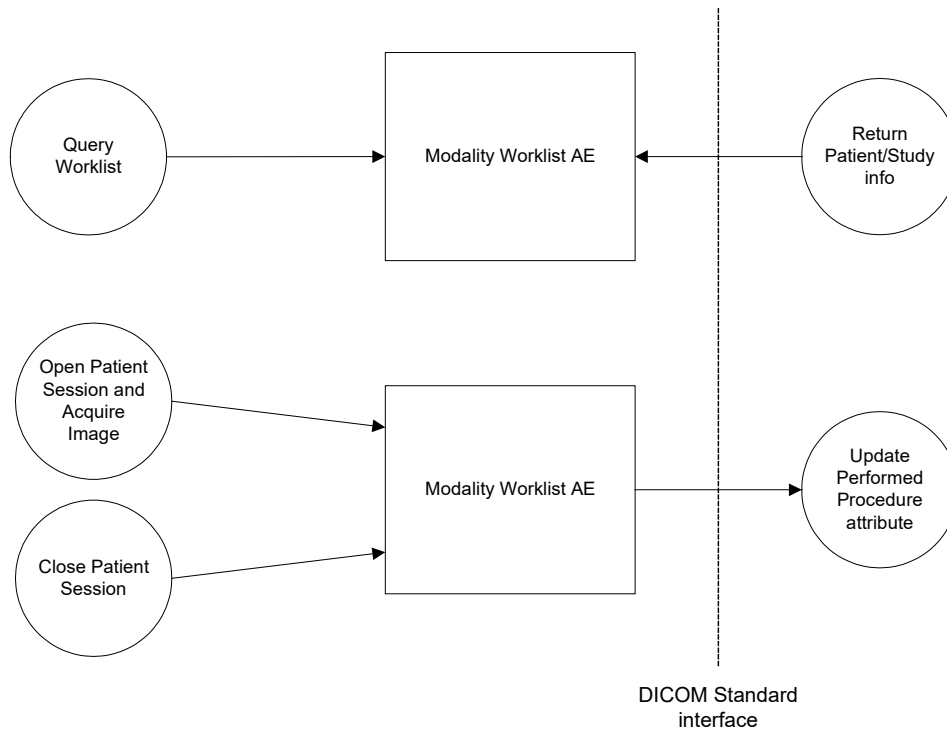 Query
Worklist
Modality Worklist AE
Return
Patient/Study
info
Open Patient
Session and
Acquire
Image
Modality Worklist AE
Update
Performed
Procedure
attribute
Close Patient
Session
DICOM Standard
interface